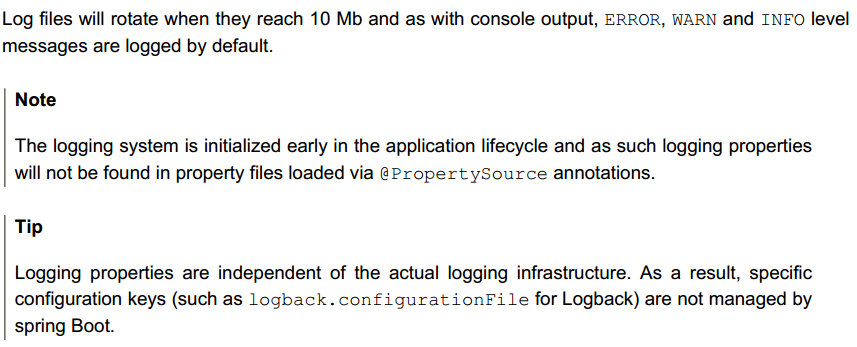 Log files will rotate when they reach 10 Mb and as with console output, ERROR, WARN and INFO level
messages are logged by default.
Note
The logging system is initialized early in the application lifecycle and as such logging properties
will not be found in property files loaded via @PropertySource annotations.
Tip
Logging properties are independent of the actual logging infrastructure. As a result, specific
configuration keys (such as logback.configurationFile for Logback) are not managed by
spring Boot.